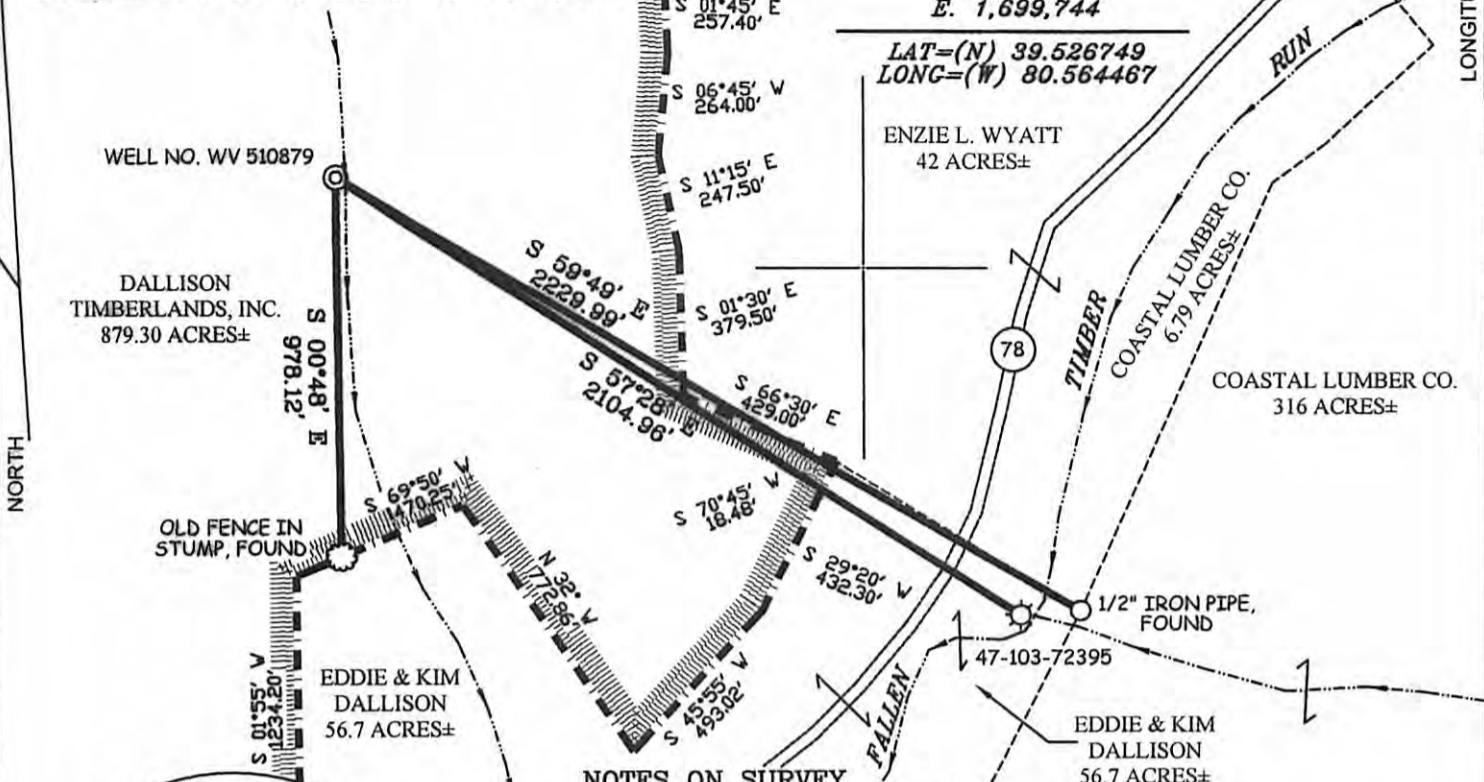 S 01°45' E
257.40'
E. 1,699,744
LAT=(N) 39.526749
LONG=(W) 80.564467
RUN
S 06°45' W
264.00'
ENZIE L. WYATT
42 ACRES±
WELL NO. WV 510879
S 11°15' E
247.50'
COASTAL LUMBER CO.
6.79 ACRES±
S 59°49' E
2229.99'
DALLISON
TIMBERLANDS, INC.
879.30 ACRES±
S 00°48' E
978.12'
S 01°30' E
379.50'
78
TIMBER
S 57°28' E
2104.96'
S 66°30' E
429.00'
COASTAL LUMBER CO.
316 ACRES±
NORTH
S 69°50' W
1470.25'
S 70°45' W
18.48'
OLD FENCE IN
STUMP, FOUND
N 32° W
772.86'
S 29°20' W
432.30'
1/2" IRON PIPE,
FOUND
47-103-72395
S 01°55' W
1234.20'
EDDIE & KIM
DALLISON
56.7 ACRES±
S 45°55' W
493.02'
FALLEN
EDDIE & KIM
DALLISON
56.7 ACRES±
NOTES ON SURVEY